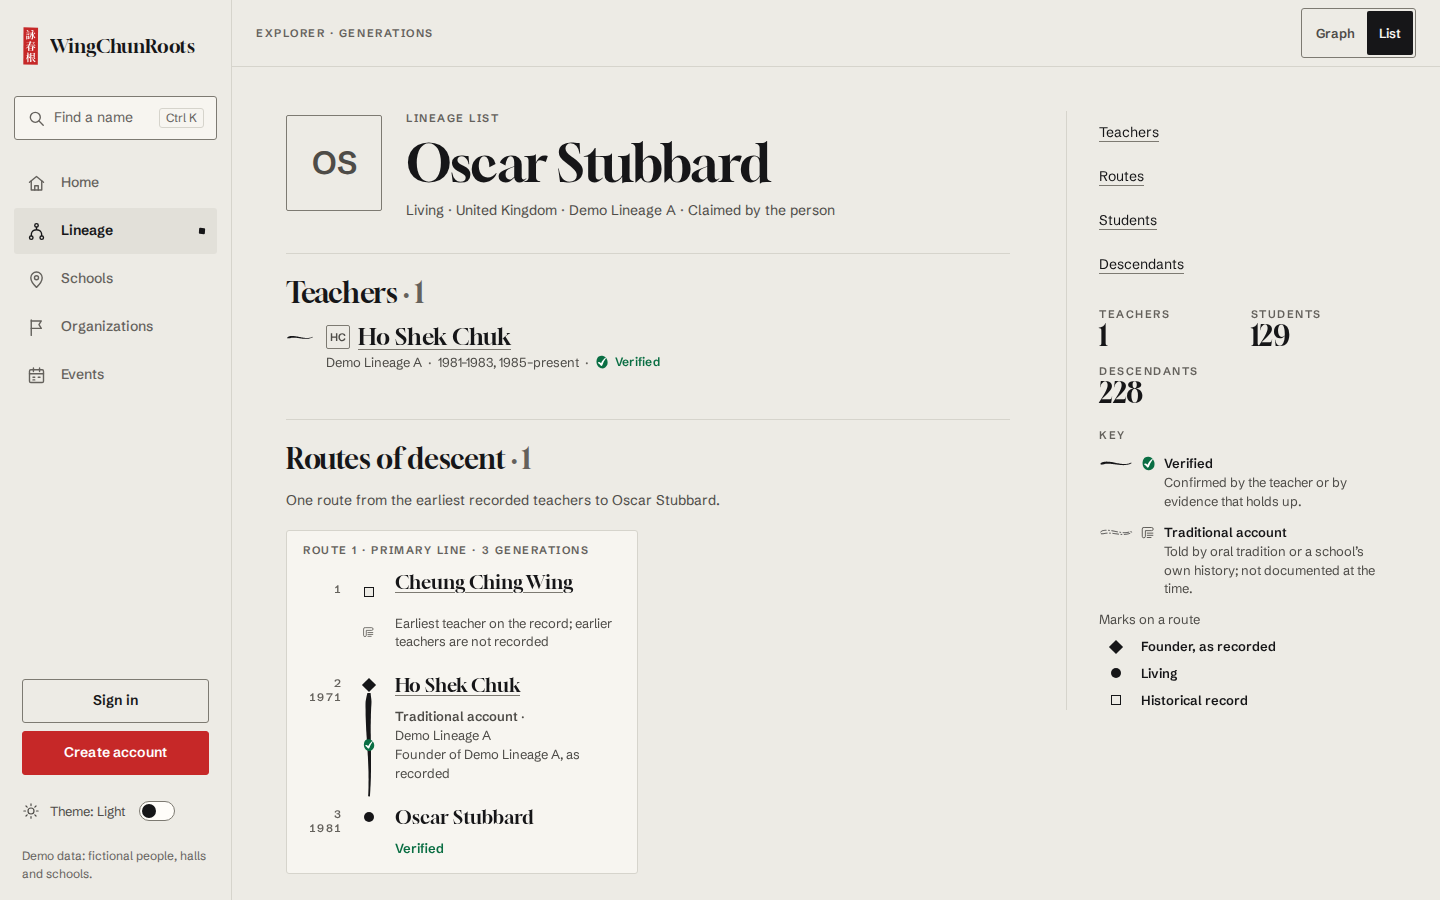 詠春根
WingChunRoots
Find a name
Ctrl K
Home
Lineage
Schools
Organizations
Events
Sign in
Create account
Theme: Light
Demo data: fictional people, halls
and schools.
EXPLORER · GENERATIONS
Graph
List
OS
LINEAGE LIST
Oscar Stubbard
Living · United Kingdom · Demo Lineage A · Claimed by the person
Teachers · 1
HC
Ho Shek Chuk
Demo Lineage A · 1981–1983, 1985–present · Verified
Routes of descent · 1
One route from the earliest recorded teachers to Oscar Stubbard.
ROUTE 1 · PRIMARY LINE · 3 GENERATIONS
1
Cheung Ching Wing
Earliest teacher on the record; earlier
teachers are not recorded
2
1971
Ho Shek Chuk
Traditional account ·
Demo Lineage A
Founder of Demo Lineage A, as
recorded
3
1981
Oscar Stubbard
Verified
Teachers
Routes
Students
Descendants
TEACHERS
1
STUDENTS
129
DESCENDANTS
228
KEY
Verified
Confirmed by the teacher or by
evidence that holds up.
Traditional account
Told by oral tradition or a school's
own history; not documented at the
time.
Marks on a route
Founder, as recorded
Living
Historical record